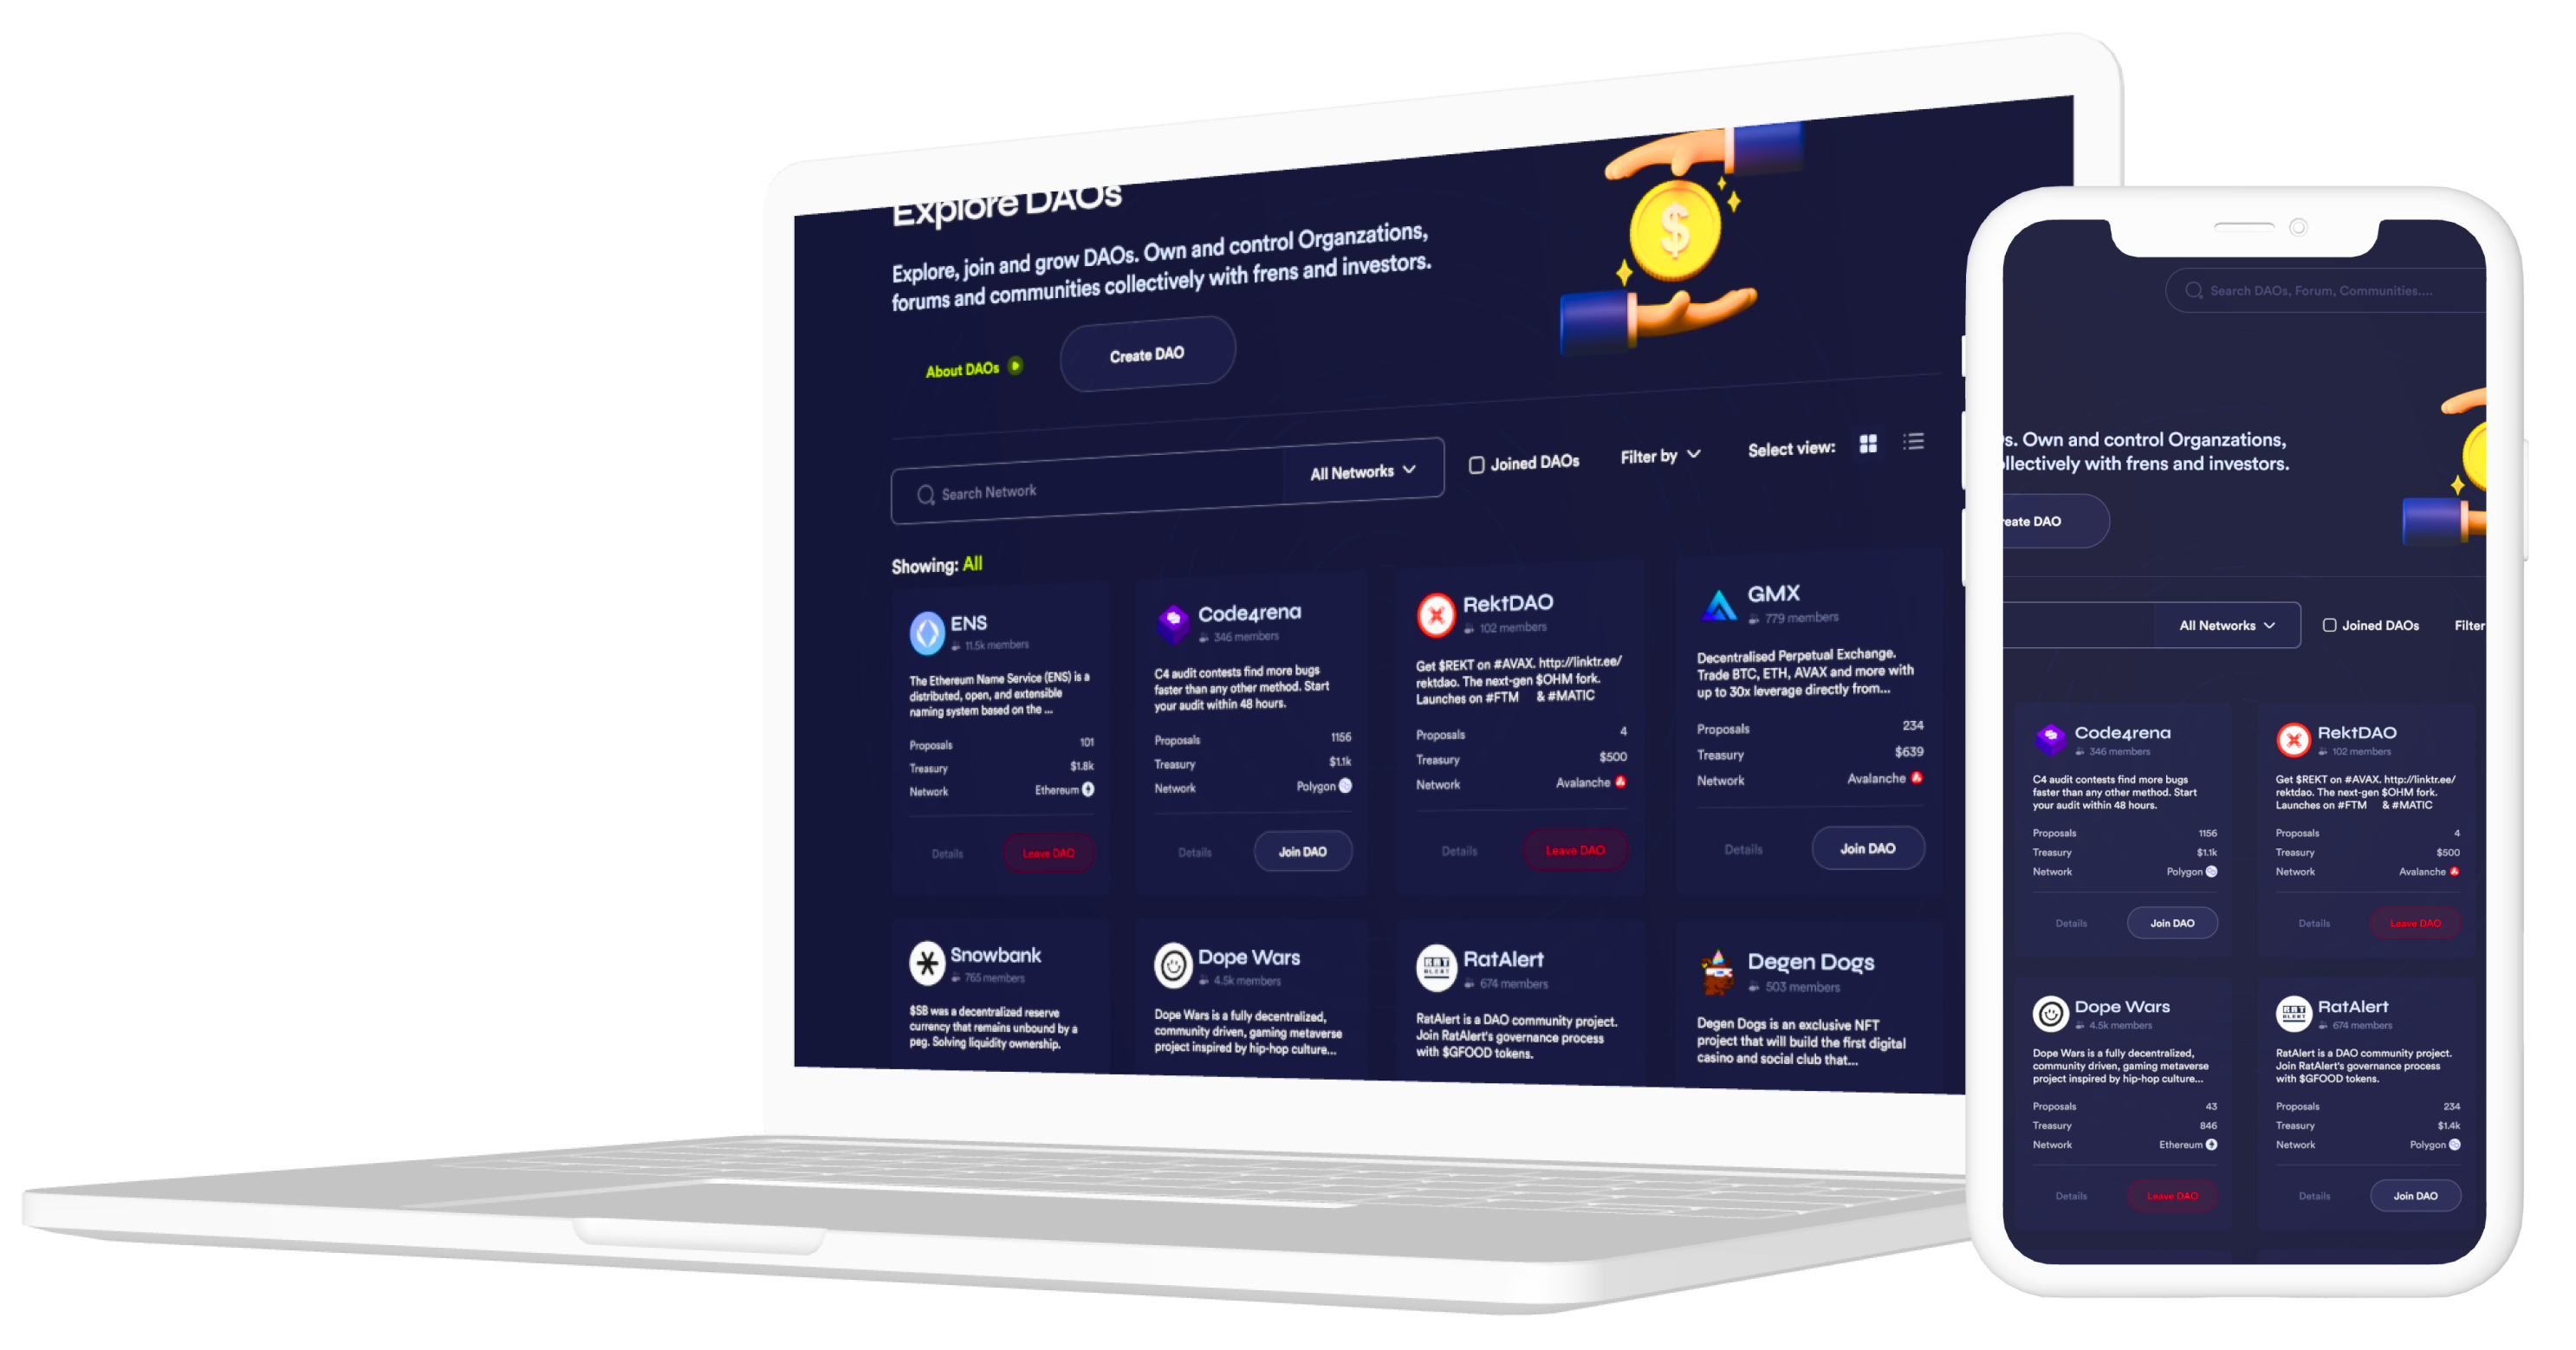 Explore DAOs
Explore, join and grow DAOs. Own and control Organzations,
forums and communities collectively with frens and investors.
About DAOs
Create DAO
Search Network
All Networks
Joined DAOs
Filter by
Select view:
Showing: All
ENS
11.5k members
The Ethereum Name Service (ENS) is a
distributed, open, and extensible
naming system based on the ...
Proposals 101
Treasury $1.8k
Network Ethereum
Details Leave DAO
Code4rena
346 members
C4 audit contests find more bugs
faster than any other method. Start
your audit within 48 hours.
Proposals 1156
Treasury $1.1k
Network Polygon
Details Join DAO
RektDAO
102 members
Get $REKT on #AVAX. http://linktr.ee/
rektdao. The next-gen $OHM fork.
Launches on #FTM & #MATIC
Proposals 4
Treasury $500
Network Avalanche
Details Leave DAO
GMX
779 members
Decentralised Perpetual Exchange.
Trade BTC, ETH, AVAX and more with
up to 30x leverage directly from...
Proposals 234
Treasury $639
Network Avalanche
Details Join DAO
Snowbank
765 members
$SB was a decentralized reserve
currency that remains unbound by a
peg. Solving liquidity ownership.
Dope Wars
4.5k members
Dope Wars is a fully decentralized,
community driven, gaming metaverse
project inspired by hip-hop culture...
RAT
ALERT
RatAlert
674 members
RatAlert is a DAO community project.
Join RatAlert's governance process
with $GFOOD tokens.
Degen Dogs
503 members
Degen Dogs is an exclusive NFT
project that will build the first digital
casino and social club that...
Search DAOs, Forum, Communities....
s. Own and control Organzations,
llectively with frens and investors.
reate DAO
All Networks
Joined DAOs
Filter
Code4rena
346 members
C4 audit contests find more bugs
faster than any other method. Start
your audit within 48 hours.
Proposals 1156
Treasury $1.1k
Network Polygon
Details Join DAO
RektDAO
102 members
Get $REKT on #AVAX. http://linktr.ee/
rektdao. The next-gen $OHM fork.
Launches on #FTM & #MATIC
Proposals 4
Treasury $500
Network Avalanche
Details Leave DAO
Dope Wars
4.5k members
Dope Wars is a fully decentralized,
community driven, gaming metaverse
project inspired by hip-hop culture...
Proposals 43
Treasury 846
Network Ethereum
Details Leave DAO
RAT
ALERT
RatAlert
674 members
RatAlert is a DAO community project.
Join RatAlert's governance process
with $GFOOD tokens.
Proposals 234
Treasury $1.4k
Network Polygon
Details Join DAO